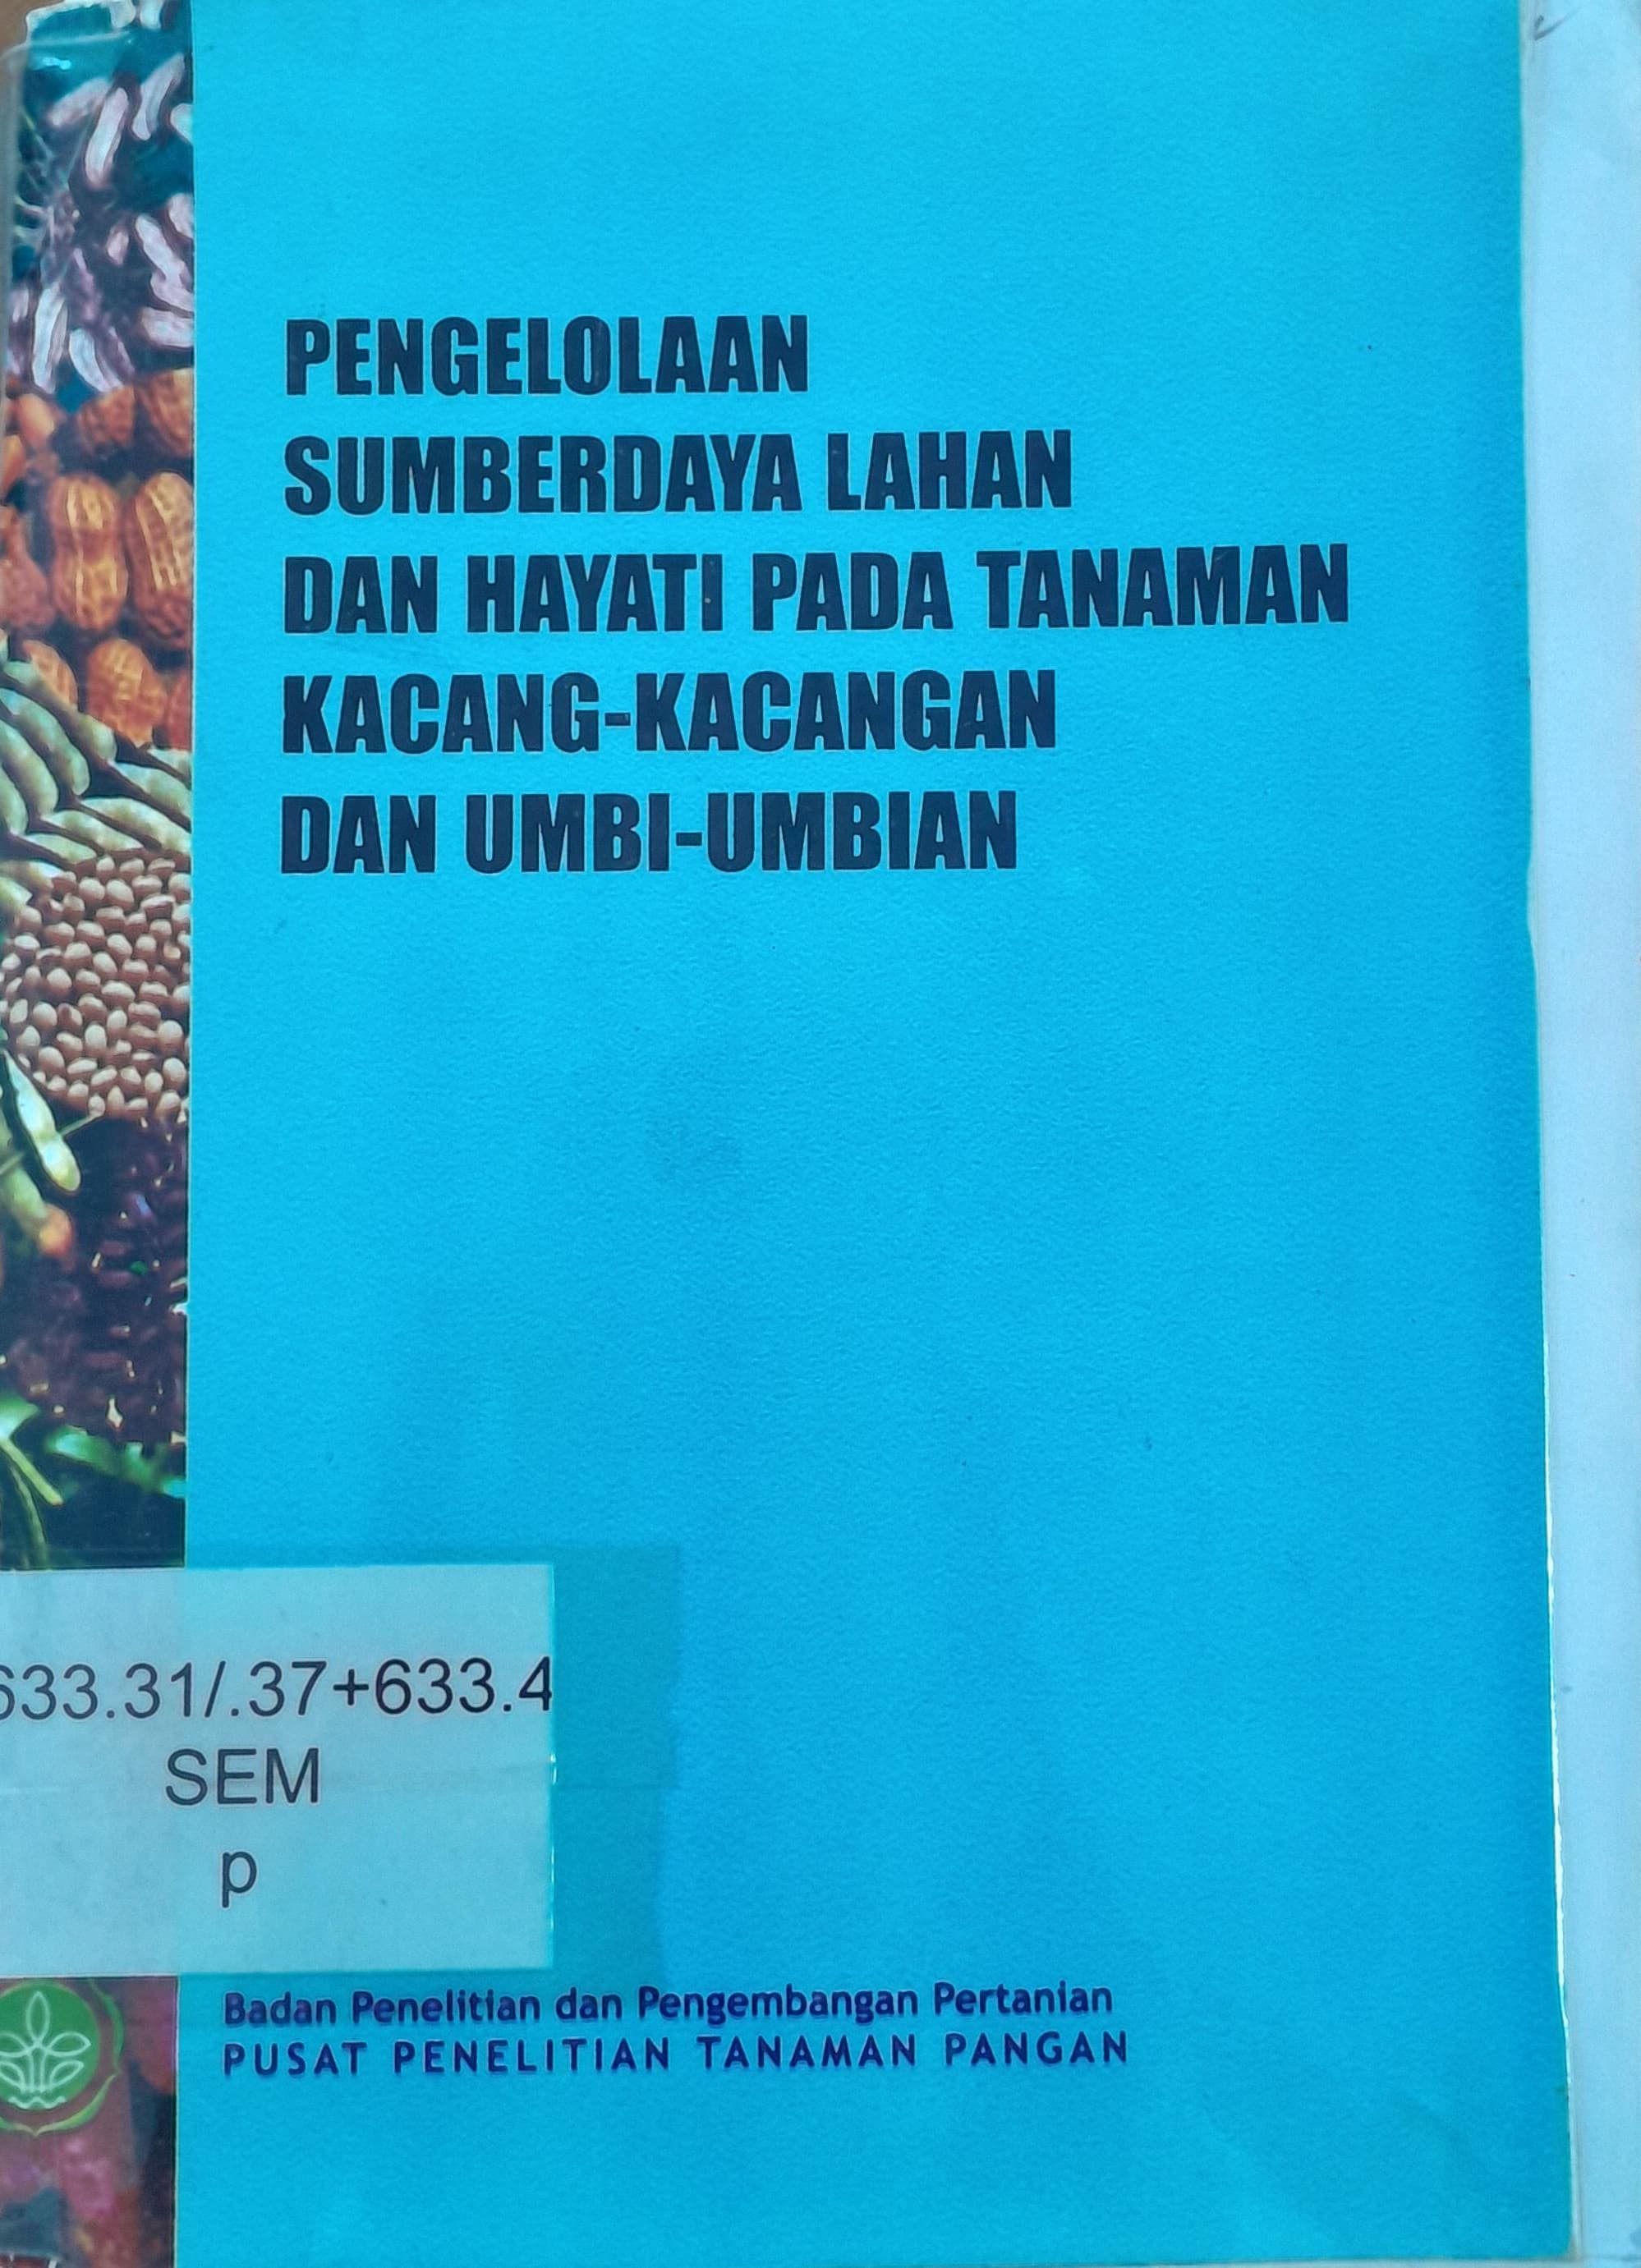 PENGELOLAAN
SUMBERDAYA LAHAN
DAN HAYATI PADA TANAMAN
KACANG-KACANGAN
DAN UMBI-UMBIAN
633.31/.37+633.4
SEM
p
Badan Penelitian dan Pengembangan Pertanian
PUSAT PENELITIAN TANAMAN PANGAN